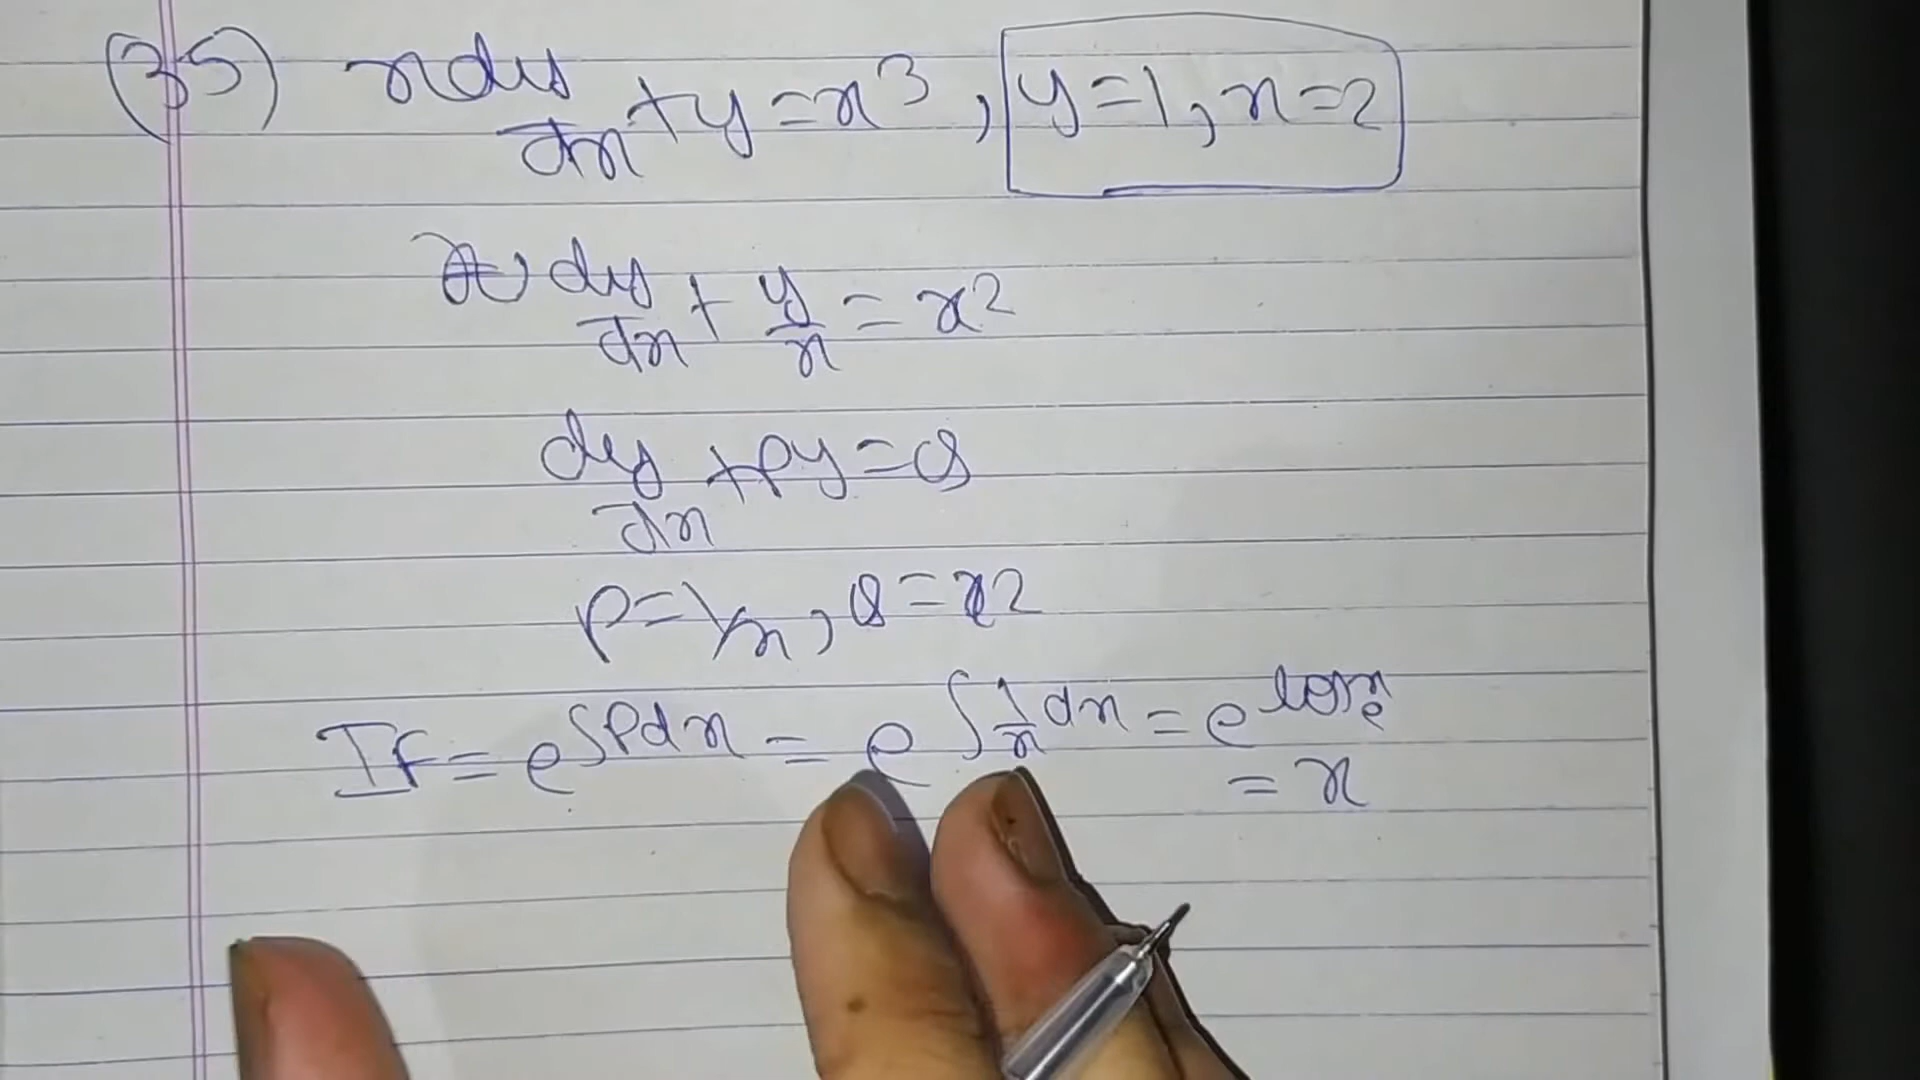 (35) x dy/dx + y = x³, y=1, x=2
dy/dx + y/x = x²
dy/dx + Py = Q
P = 1/x, Q = x²
IF = e^∫Pdx = e^∫1/x dx = e^logₑx
= x